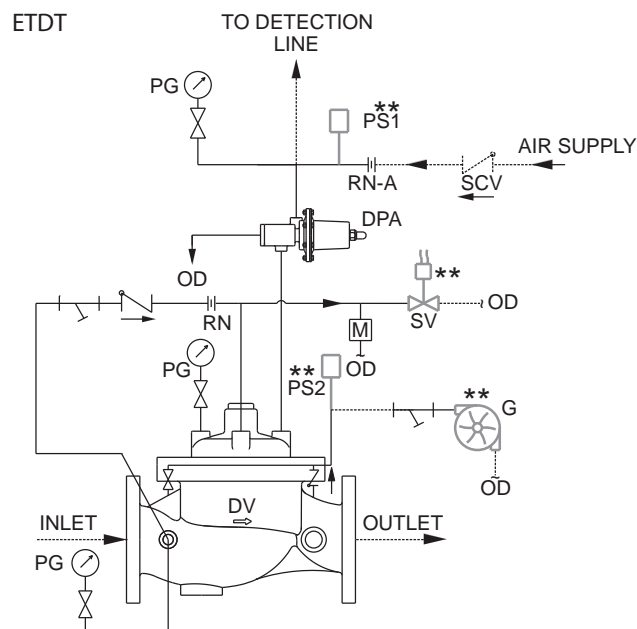 ETDT
TO DETECTION
LINE
PG
**
PS1
AIR SUPPLY
RN-A
SCV
DPA
OD
**
RN
SV
OD
M
PG
**
PS2
OD
**
G
OD
DV
INLET
OUTLET
PG